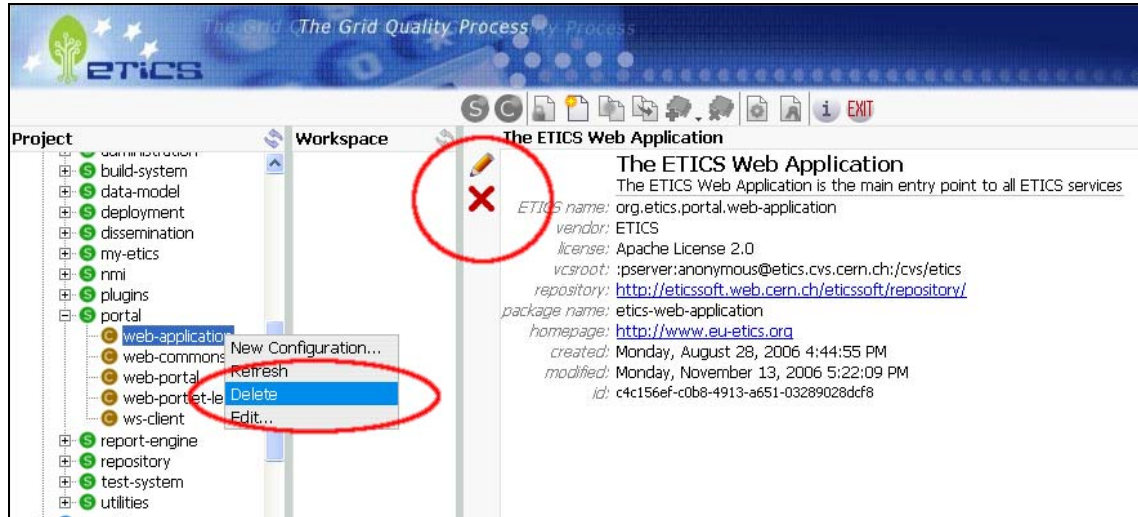 The Grid Quality Process
eTICS
EXIT
Project
Workspace
The ETICS Web Application
administration
build-system
data-model
deployment
dissemination
my-etics
nmi
plugins
portal
web-application
web-commons
web-portal
web-portlet-le
ws-client
report-engine
repository
test-system
utilities
New Configuration...
Refresh
Delete
Edit...
The ETICS Web Application
The ETICS Web Application is the main entry point to all ETICS services
ETICS name: org.etics.portal.web-application
vendor: ETICS
license: Apache License 2.0
vcsroot: :pserver:anonymous@etics.cvs.cern.ch:/cvs/etics
repository: http://eticssoft.web.cern.ch/eticssoft/repository/
package name: etics-web-application
homepage: http://www.eu-etics.org
created: Monday, August 28, 2006 4:44:55 PM
modified: Monday, November 13, 2006 5:22:09 PM
id: c4c156ef-c0b8-4913-a651-03289028dcf8